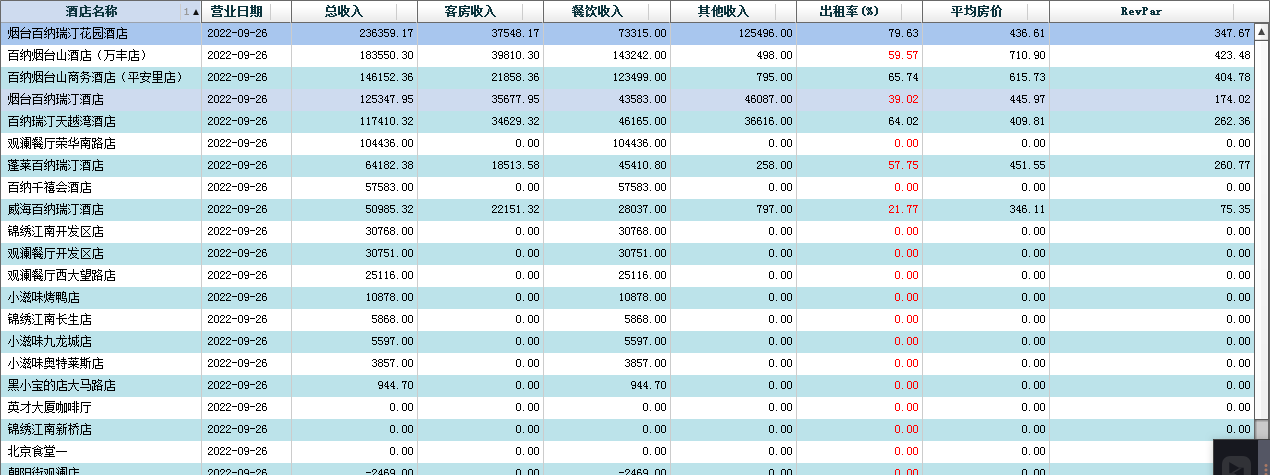 酒店名称 1 ▲ 营业日期 总收入 客房收入 餐饮收入 其他收入 出租率(%) 平均房价 RevPar
烟台百纳瑞汀花园酒店 2022-09-26 236359.17 37548.17 73315.00 125496.00 79.63 436.61 347.67
百纳烟台山酒店（万丰店） 2022-09-26 183550.30 39810.30 143242.00 498.00 59.57 710.90 423.48
百纳烟台山商务酒店（平安里店） 2022-09-26 146152.36 21858.36 123499.00 795.00 65.74 615.73 404.78
烟台百纳瑞汀酒店 2022-09-26 125347.95 35677.95 43583.00 46087.00 39.02 445.97 174.02
百纳瑞汀天越湾酒店 2022-09-26 117410.32 34629.32 46165.00 36616.00 64.02 409.81 262.36
观澜餐厅荣华南路店 2022-09-26 104436.00 0.00 104436.00 0.00 0.00 0.00 0.00
蓬莱百纳瑞汀酒店 2022-09-26 64182.38 18513.58 45410.80 258.00 57.75 451.55 260.77
百纳千禧会酒店 2022-09-26 57583.00 0.00 57583.00 0.00 0.00 0.00 0.00
威海百纳瑞汀酒店 2022-09-26 50985.32 22151.32 28037.00 797.00 21.77 346.11 75.35
锦绣江南开发区店 2022-09-26 30768.00 0.00 30768.00 0.00 0.00 0.00 0.00
观澜餐厅开发区店 2022-09-26 30751.00 0.00 30751.00 0.00 0.00 0.00 0.00
观澜餐厅西大望路店 2022-09-26 25116.00 0.00 25116.00 0.00 0.00 0.00 0.00
小滋味烤鸭店 2022-09-26 10878.00 0.00 10878.00 0.00 0.00 0.00 0.00
锦绣江南长生店 2022-09-26 5868.00 0.00 5868.00 0.00 0.00 0.00 0.00
小滋味九龙城店 2022-09-26 5597.00 0.00 5597.00 0.00 0.00 0.00 0.00
小滋味奥特莱斯店 2022-09-26 3857.00 0.00 3857.00 0.00 0.00 0.00 0.00
黑小宝的店大马路店 2022-09-26 944.70 0.00 944.70 0.00 0.00 0.00 0.00
英才大厦咖啡厅 2022-09-26 0.00 0.00 0.00 0.00 0.00 0.00 0.00
锦绣江南新桥店 2022-09-26 0.00 0.00 0.00 0.00 0.00 0.00 0.00
北京食堂一 2022-09-26 0.00 0.00 0.00 0.00 0.00 0.00 0.00
朝阳街观澜店 2022-09-26 -2469.00 0.00 -2469.00 0.00 0.00 0.00 0.00